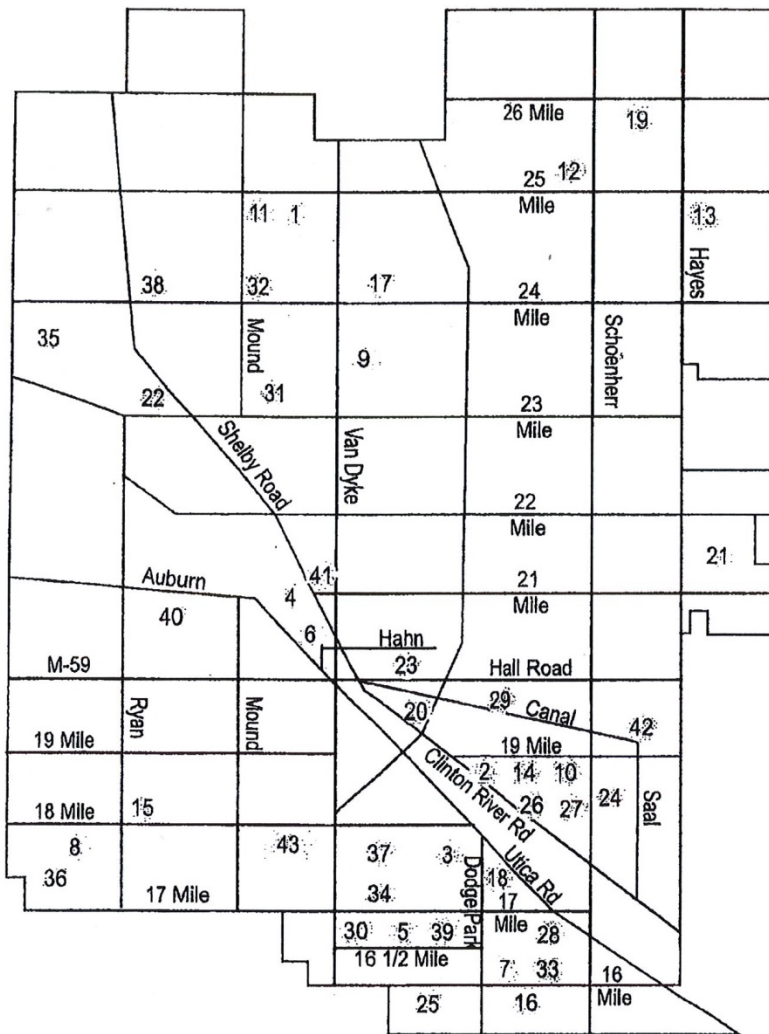 26 Mile
19
12
25
Mile
11
1
13
Hayes
38
32
17
24
Mile
Mound
Schoenherr
35
9
22
31
23
Mile
Shelby Road
Van Dyke
22
Mile
21
Auburn
41
4
21
Mile
40
6
Hahn
23
M-59
Hall Road
Ryan
Mound
20
29
Canal
42
19 Mile
19 Mile
Clinton River Rd
2
14
10
Saal
26
27
24
18 Mile
15
Utica Rd
8
43
37
3
Dodge Park
36
34
18
17 Mile
17
Mile
30
5
39
28
16 1/2 Mile
7
33
16
Mile
25
16